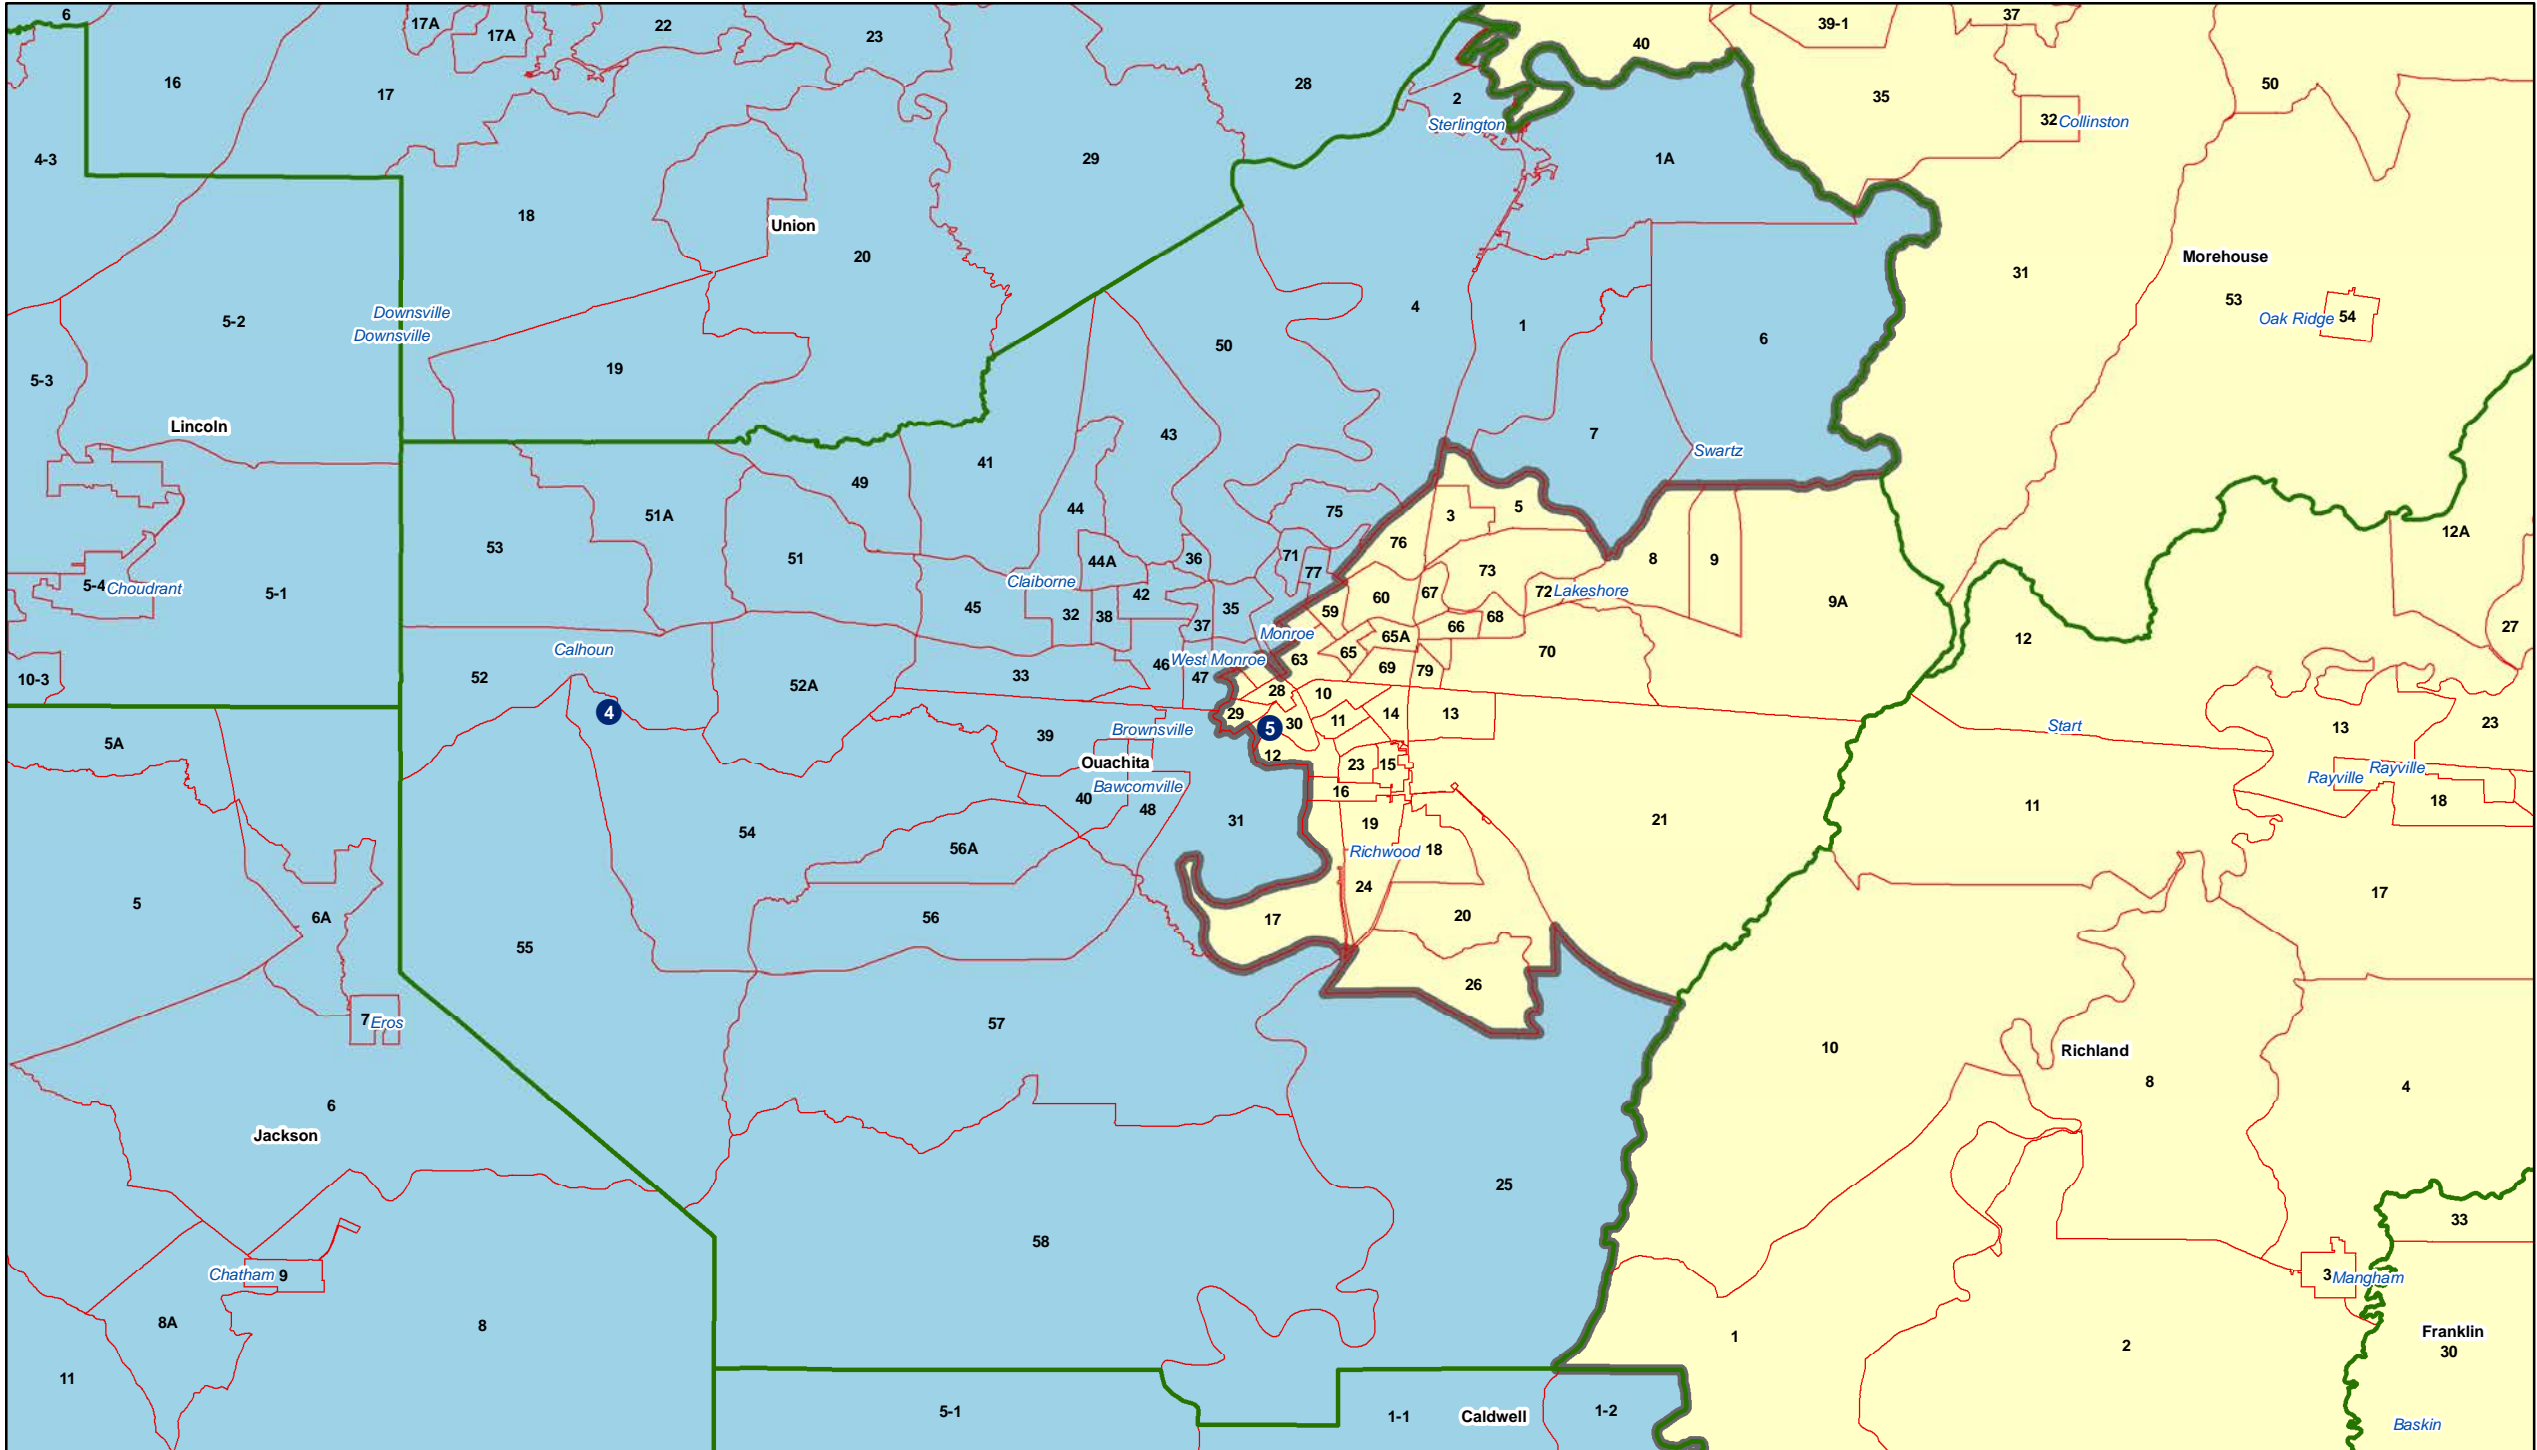 6
17A
17A
22
23
28
40
39-1
37
16
17
2
35
50
Sterlington
32 Collinston
4-3
29
1A
18
Union
20
31
Morehouse
53
Oak Ridge 54
5-2
Downsville
Downsville
4
1
6
50
19
5-3
Lincoln
43
7
Swartz
41
49
44
75
3
5
12A
51A
53
51
76
8
9
36
71
44A
77
73
Claiborne
5-4 Choudrant
5-1
42
45
32
38
35
37
59
60
67
72 Lakeshore
68
66
9A
12
27
Monroe
65A
65
70
Calhoun
46 West Monroe
47
63
69
79
10-3
52
52A
33
28
10
4
29
5
30
11
14
13
Start
13
23
5A
39
Brownsville
12
Ouachita
23
15
Rayville
Rayville
40
Bawcomville
48
16
18
11
54
31
19
21
56A
Richwood 18
5
6A
56
17
24
20
17
55
26
7 Eros
57
10
Richland
8
4
6
Jackson
25
33
58
Chatham 9
3 Mangham
8A
8
1
2
Franklin
30
11
5-1
1-1
Caldwell
1-2
Baskin